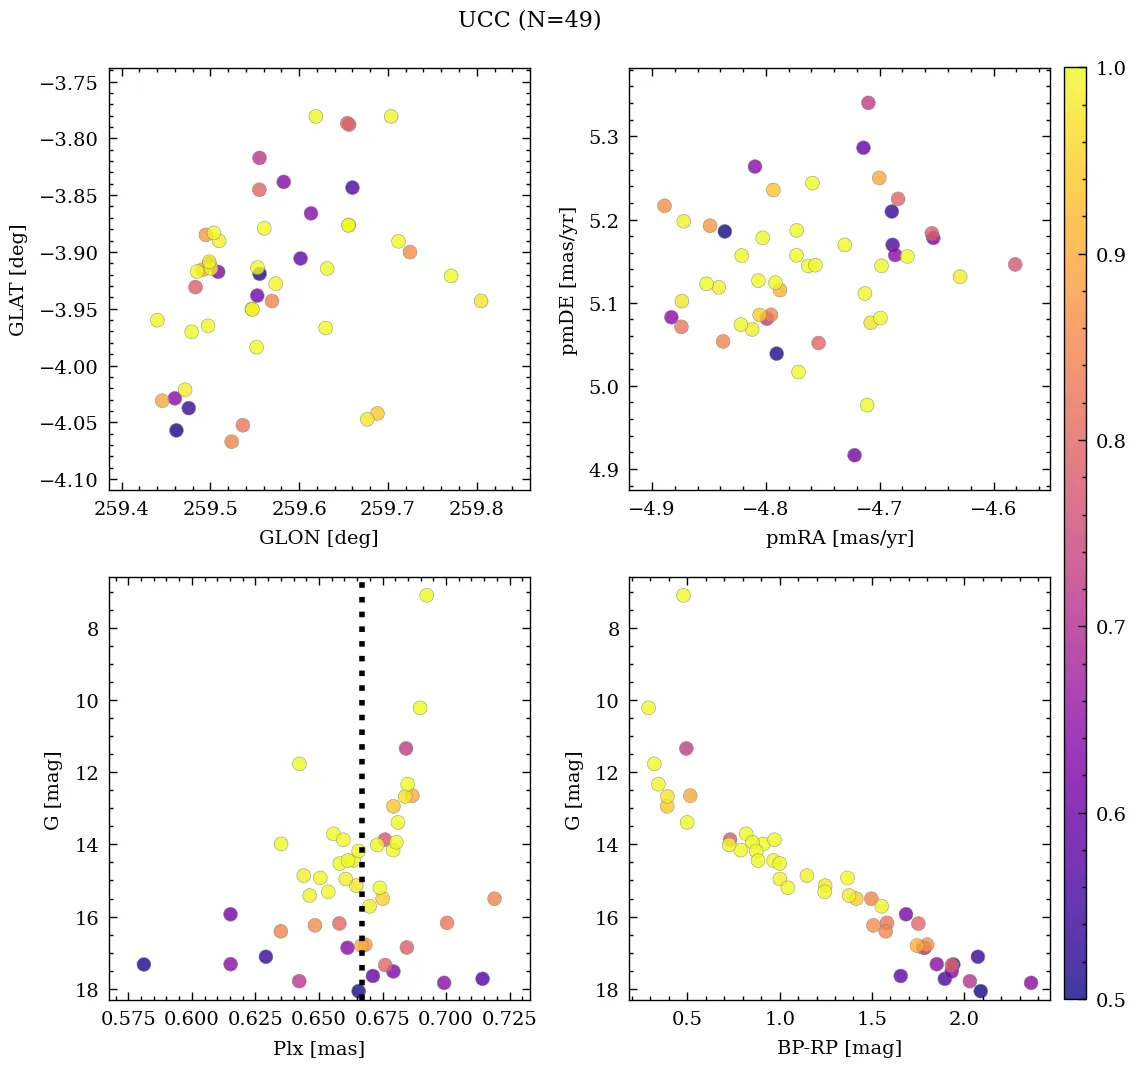 UCC (N=49)
−3.75
−3.80
−3.85
−3.90
−3.95
−4.00
−4.05
−4.10
GLAT [deg]
259.4 259.5 259.6 259.7 259.8
GLON [deg]
5.3
5.2
5.1
5.0
4.9
pmDE [mas/yr]
−4.9 −4.8 −4.7 −4.6
pmRA [mas/yr]
1.0
0.9
0.8
0.7
0.6
0.5
8
10
12
14
16
18
G [mag]
0.575 0.600 0.625 0.650 0.675 0.700 0.725
Plx [mas]
8
10
12
14
16
18
G [mag]
0.5 1.0 1.5 2.0
BP-RP [mag]